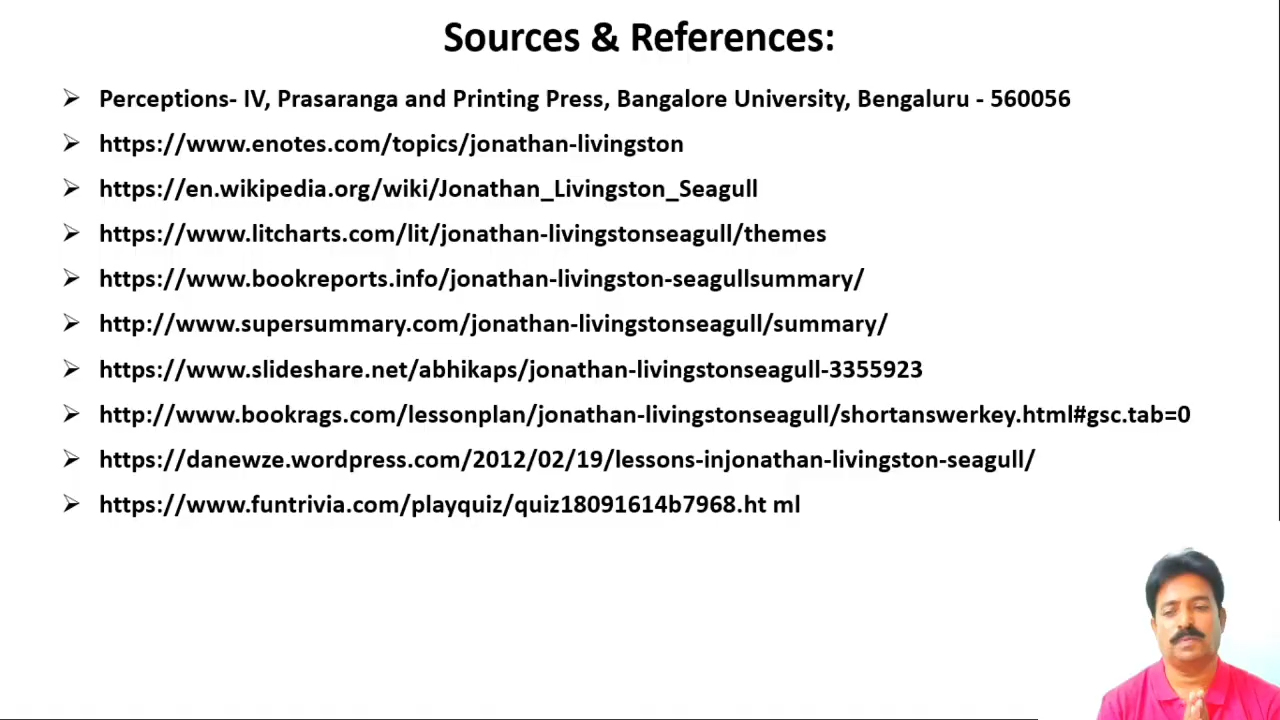 Sources & References:
Perceptions- IV, Prasaranga and Printing Press, Bangalore University, Bengaluru - 560056
https://www.enotes.com/topics/jonathan-livingston
https://en.wikipedia.org/wiki/Jonathan_Livingston_Seagull
https://www.litcharts.com/lit/jonathan-livingstonseagull/themes
https://www.bookreports.info/jonathan-livingston-seagullsummary/
http://www.supersummary.com/jonathan-livingstonseagull/summary/
https://www.slideshare.net/abhikaps/jonathan-livingstonseagull-3355923
http://www.bookrags.com/lessonplan/jonathan-livingstonseagull/shortanswerkey.html#gsc.tab=0
https://danewze.wordpress.com/2012/02/19/lessons-injonathan-livingston-seagull/
https://www.funtrivia.com/playquiz/quiz18091614b7968.ht ml